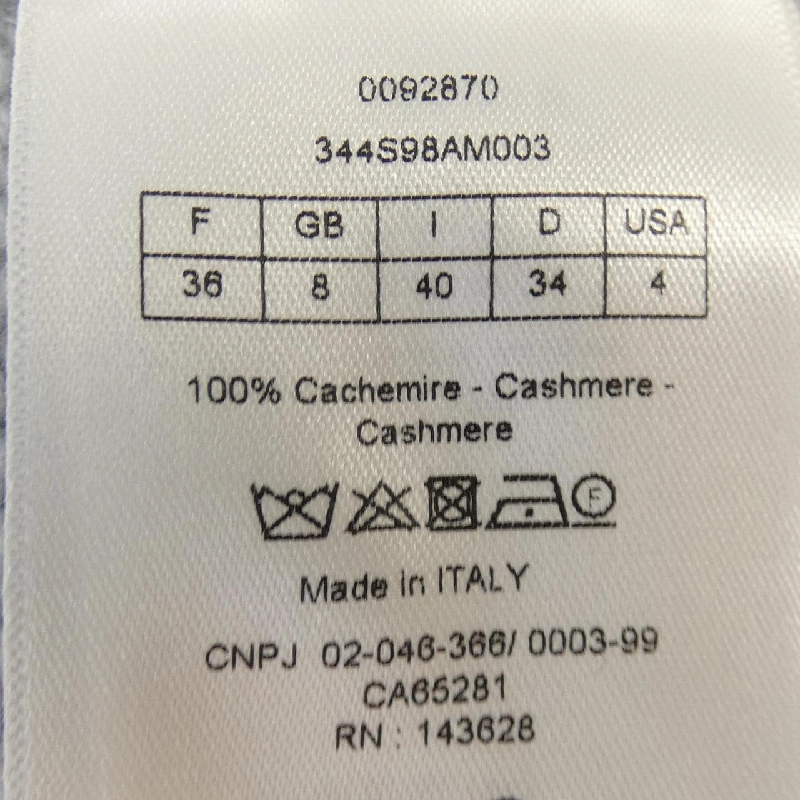 0092870
344S98AM003
F GB I D USA
36 8 40 34 4
100% Cachemire - Cashmere -
Cashmere
F
Made in ITALY
CNPJ 02-046-366/ 0003-99
CA65281
RN : 143628